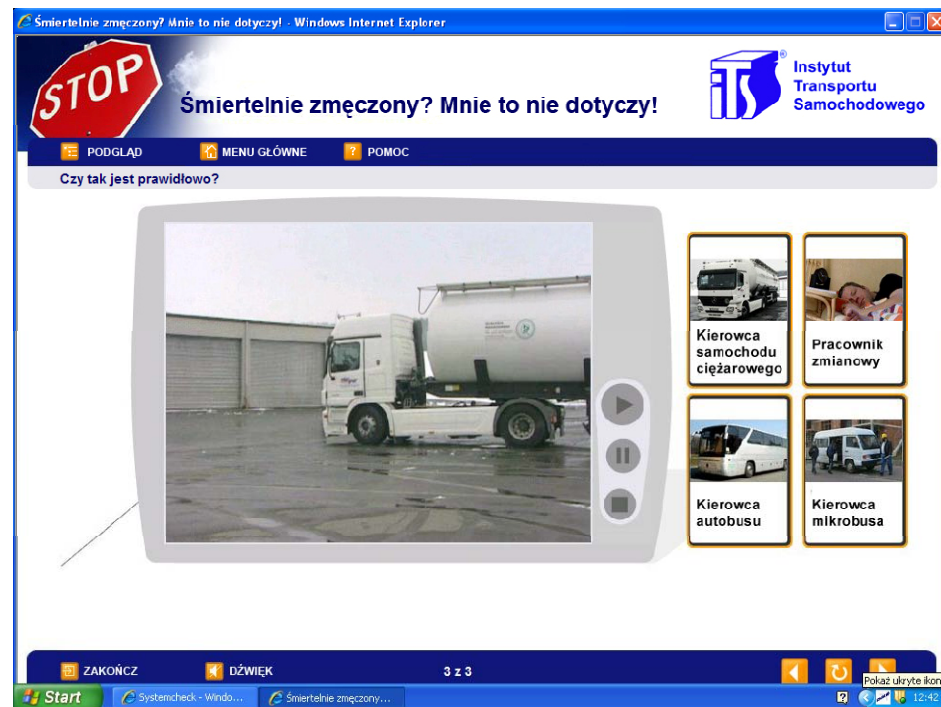 Śmiertelnie zmęczony? Mnie to nie dotyczy! - Windows Internet Explorer
STOP
Śmiertelnie zmęczony? Mnie to nie dotyczy!
ITS®
Instytut
Transportu
Samochodowego
PODGLĄD MENU GŁÓWNE ? POMOC
Czy tak jest prawidłowo?
Kierowca
samochodu
ciężarowego
Pracownik
zmianowy
Kierowca
autobusu
Kierowca
mikrobusa
ZAKOŃCZ DŹWIĘK 3 z 3
Pokaż ukryte ikon
Start Systemcheck - Windo... Śmiertelnie zmęczony... 12:42